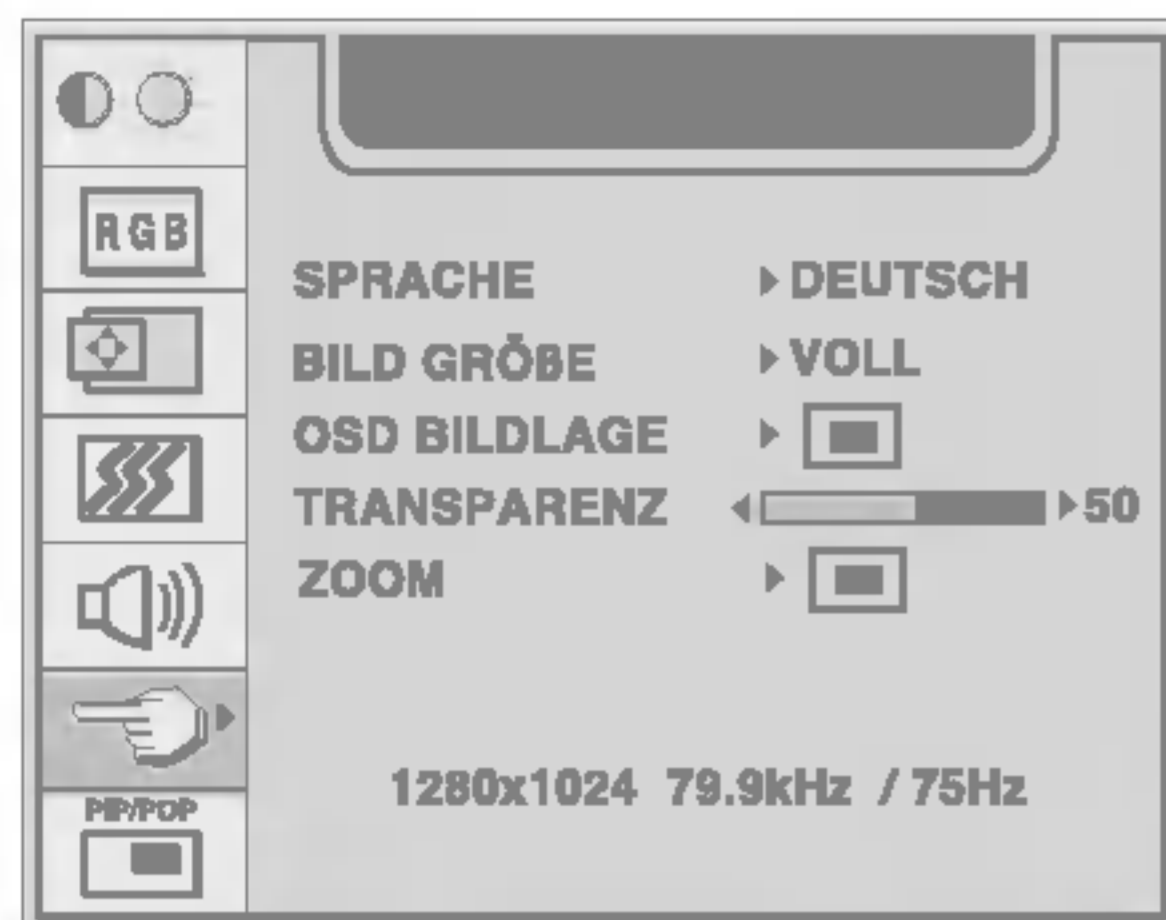 RGB
SPRACHE DEUTSCH
BILD GRÖßE VOLL
OSD BILDLAGE
TRANSPARENZ 50
ZOOM
1280x1024 79.9kHz / 75Hz
PIP/POP